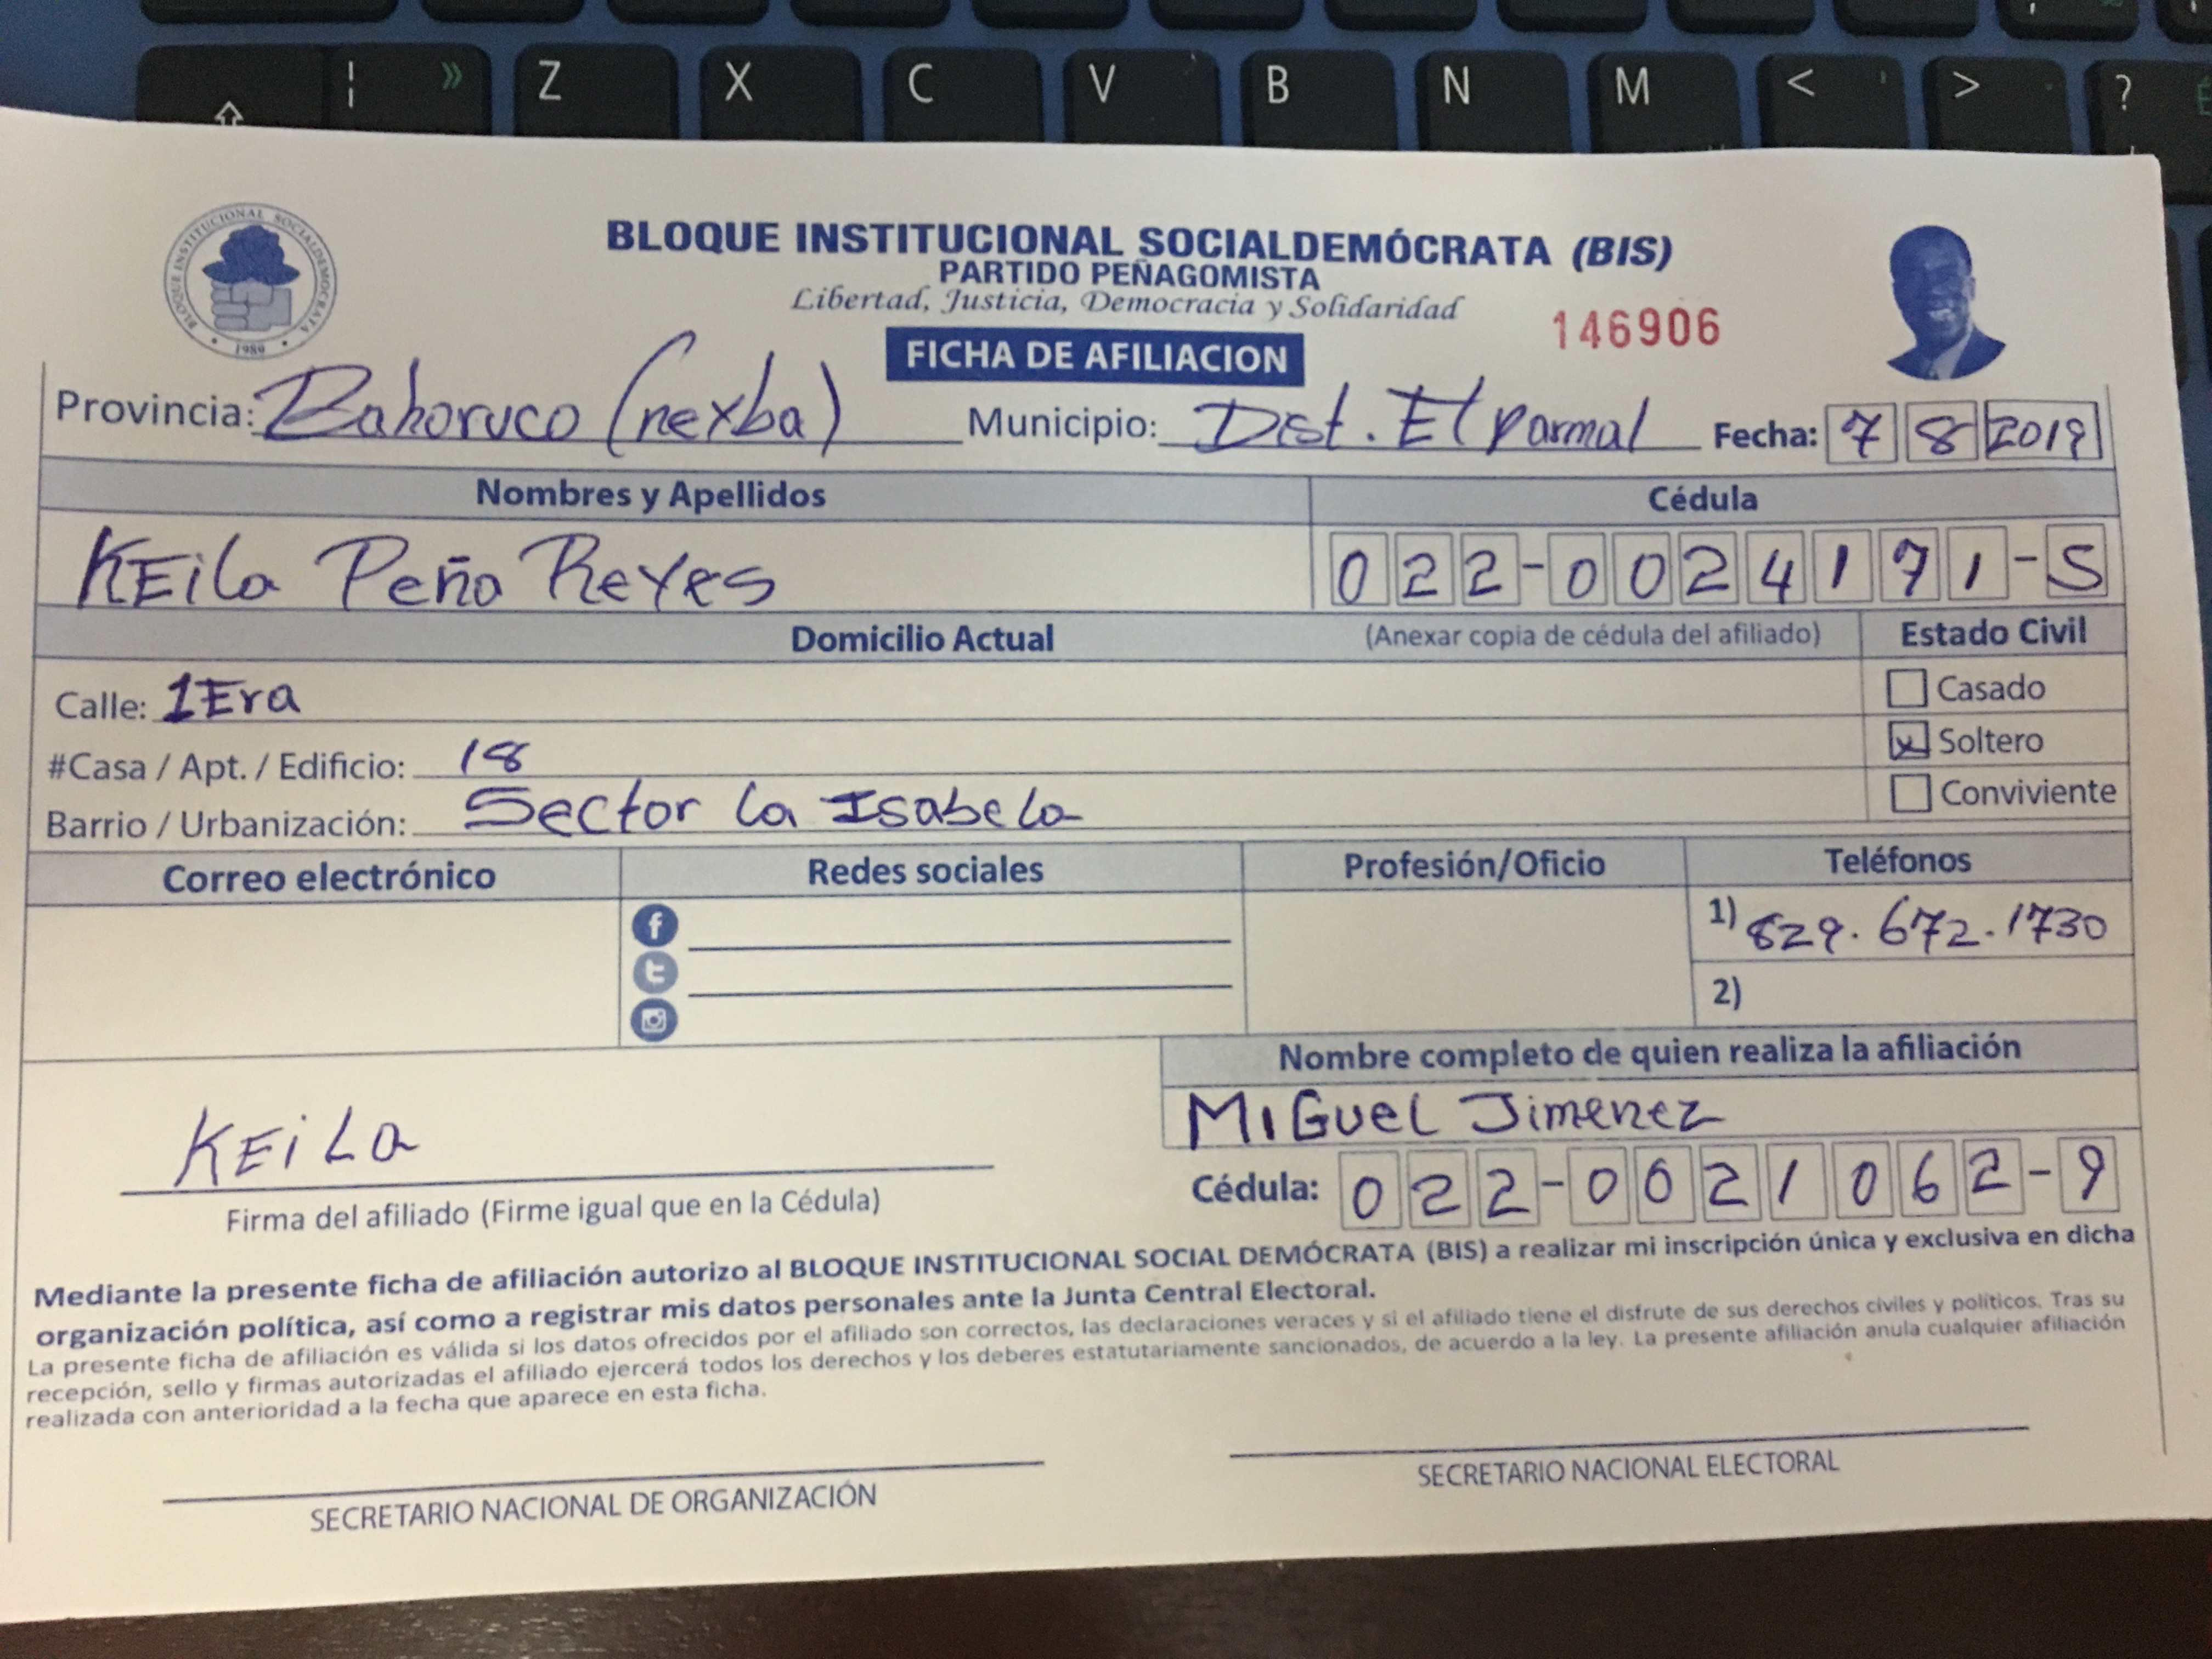 | » Z X C V B N M < > ?
BLOQUE INSTITUCIONAL SOCIALDEMOCRATA
1989
BLOQUE INSTITUCIONAL SOCIALDEMÓCRATA (BIS)
PARTIDO PEÑAGOMISTA
Libertad, Justicia, Democracia y Solidaridad
146906
FICHA DE AFILIACION
Provincia: Bahoruco (neyba) Municipio: Dist. El Fecha: 7 8 2019
Nombres y Apellidos Cédula
KEila Peña Reyes 022-0024171-5
Domicilio Actual (Anexar copia de cédula del afiliado) Estado Civil
Calle: 1Era Casado
#Casa / Apt. / Edificio: 18 x Soltero
Barrio / Urbanización: Sector la Isabela Conviviente
Correo electrónico Redes sociales Profesión/Oficio Teléfonos
1) 829.672.1730
2)
Nombre completo de quien realiza la afiliación
MiGuel Jimenez
KEiLa
Cédula: 022-0021062-9
Firma del afiliado (Firme igual que en la Cédula)
Mediante la presente ficha de afiliación autorizo al BLOQUE INSTITUCIONAL SOCIAL DEMÓCRATA (BIS) a realizar mi inscripción única y exclusiva en dicha
organización política, así como a registrar mis datos personales ante la Junta Central Electoral.
La presente ficha de afiliación es válida si los datos ofrecidos por el afiliado son correctos, las declaraciones veraces y si el afiliado tiene el disfrute de sus derechos civiles y políticos. Tras su
recepción, sello y firmas autorizadas el afiliado ejercerá todos los derechos y los deberes estatutariamente sancionados, de acuerdo a la ley. La presente afiliación anula cualquier afiliación
realizada con anterioridad a la fecha que aparece en esta ficha.
SECRETARIO NACIONAL DE ORGANIZACIÓN SECRETARIO NACIONAL ELECTORAL